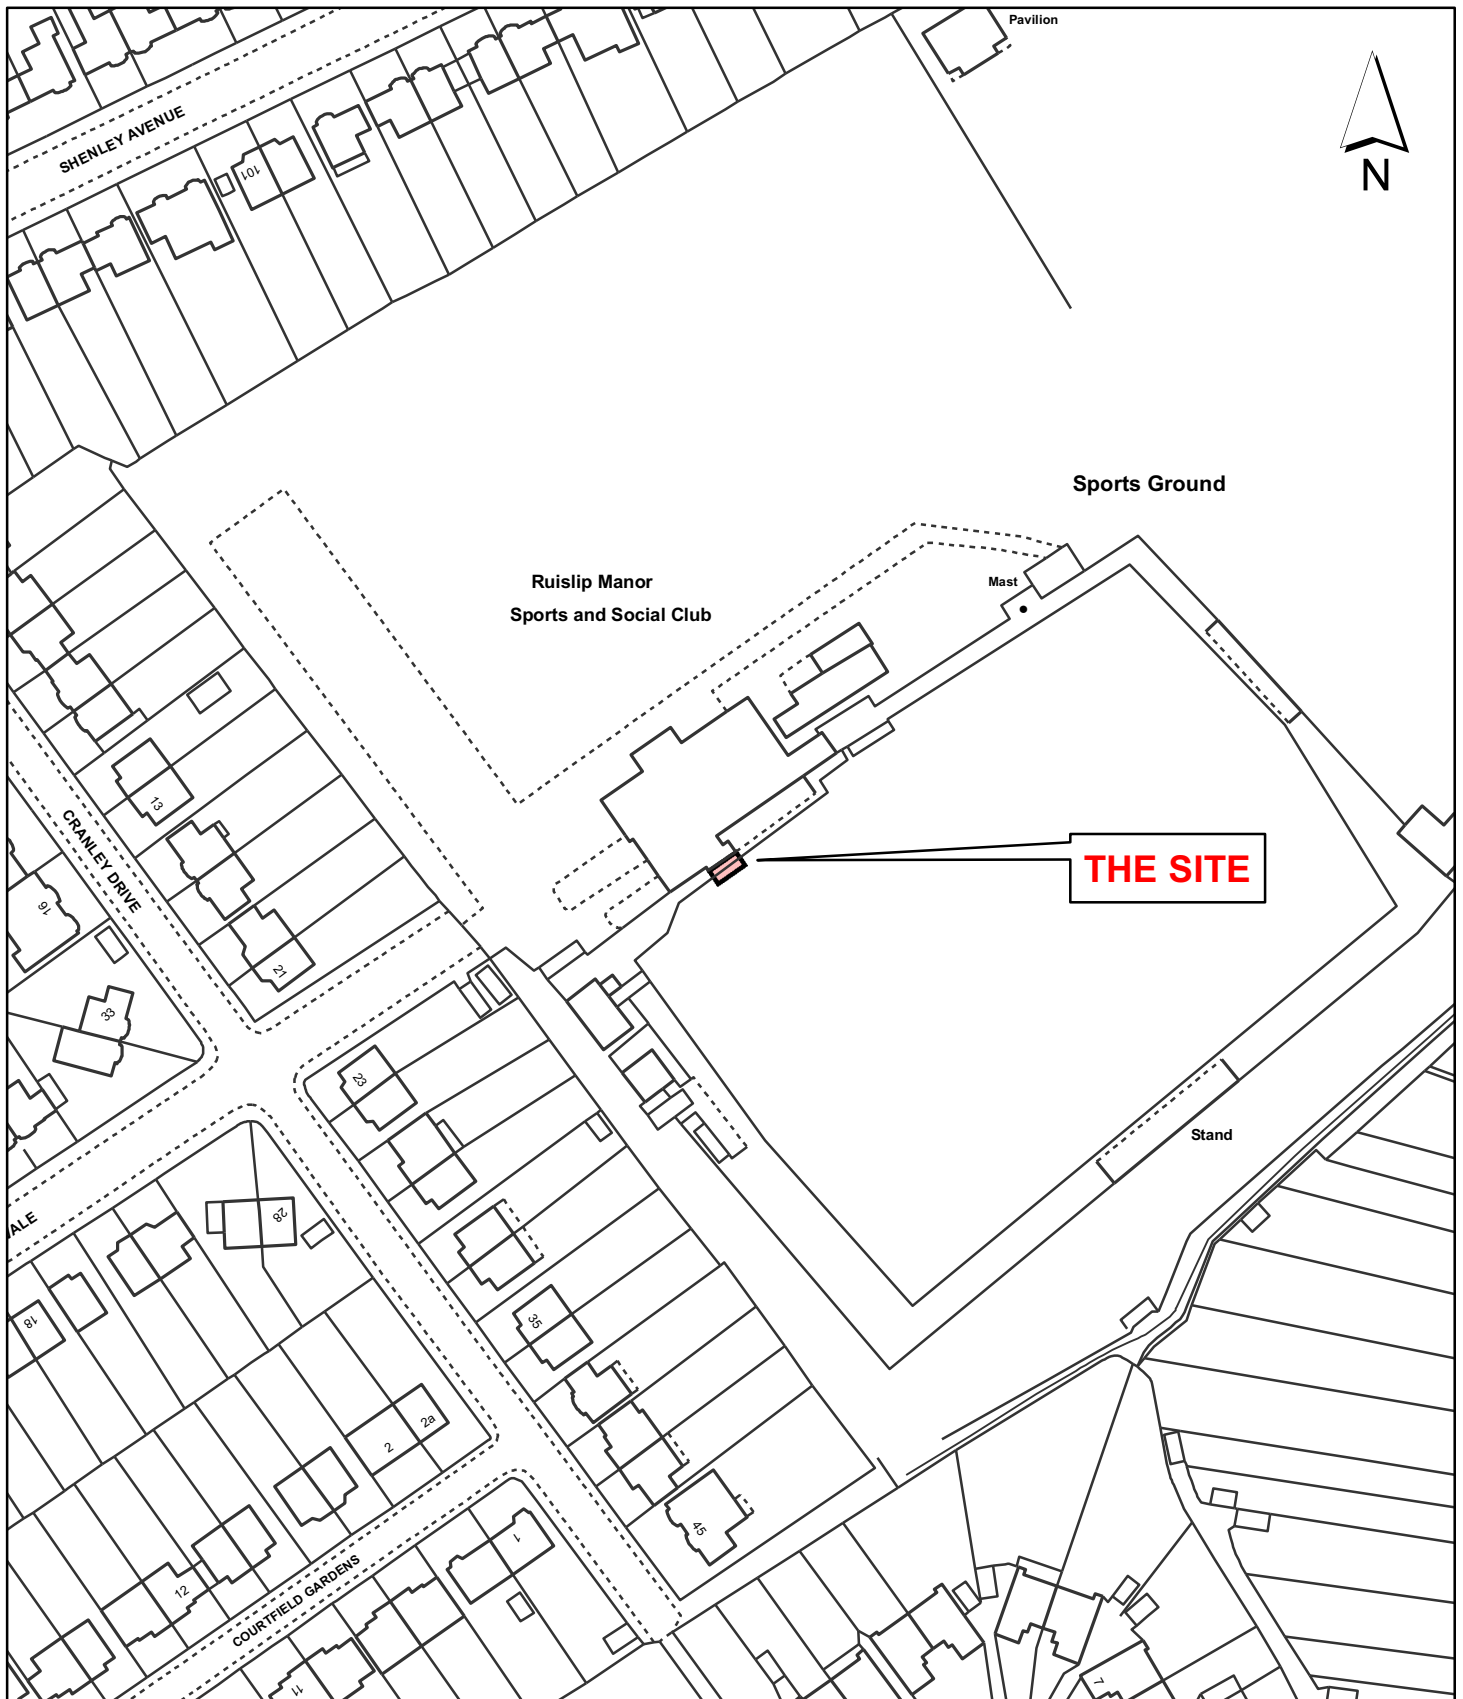 Pavilion
SHENLEY AVENUE
101
N
Sports Ground
Ruislip Manor
Sports and Social Club
Mast
13
CRANLEY DRIVE
THE SITE
16
21
33
23
Stand
28
18
35
2a
2
45
1
12
COURTFIELD GARDENS
11
7